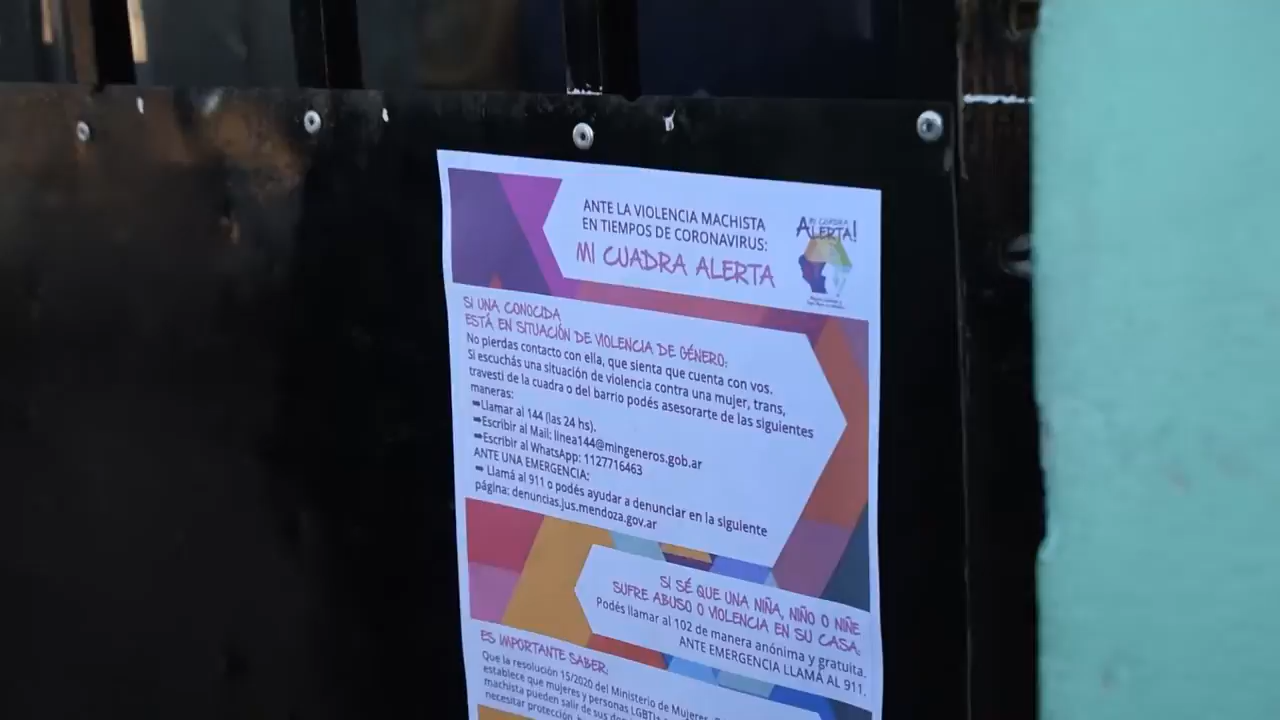 ANTE LA VIOLENCIA MACHISTA
EN TIEMPOS DE CORONAVIRUS:
MI CUADRA ALERTA
MI CUADRA
ALERTA!
SI UNA CONOCIDA
ESTÁ EN SITUACIÓN DE VIOLENCIA DE GÉNERO:
No pierdas contacto con ella, que sienta que cuenta con vos.
Si escuchás una situación de violencia contra una mujer, trans,
travesti de la cuadra o del barrio podés asesorarte de las siguientes
maneras:
➡Llamar al 144 (las 24 hs).
➡Escribir al Mail: linea144@mingeneros.gob.ar
➡Escribir al WhatsApp: 1127716463
ANTE UNA EMERGENCIA:
➡ Llamá al 911 o podés ayudar a denunciar en la siguiente
página: denuncias.jus.mendoza.gov.ar
SI SÉ QUE UNA NIÑA, NIÑO O NIÑE
SUFRE ABUSO O VIOLENCIA EN SU CASA:
Podés llamar al 102 de manera anónima y gratuita.
ANTE EMERGENCIA LLAMÁ AL 911.
ES IMPORTANTE SABER:
Que la resolución 15/2020 del Ministerio de Mujeres,
establece que mujeres y personas LGBTI+
machista pueden salir de sus
necesitar protección,